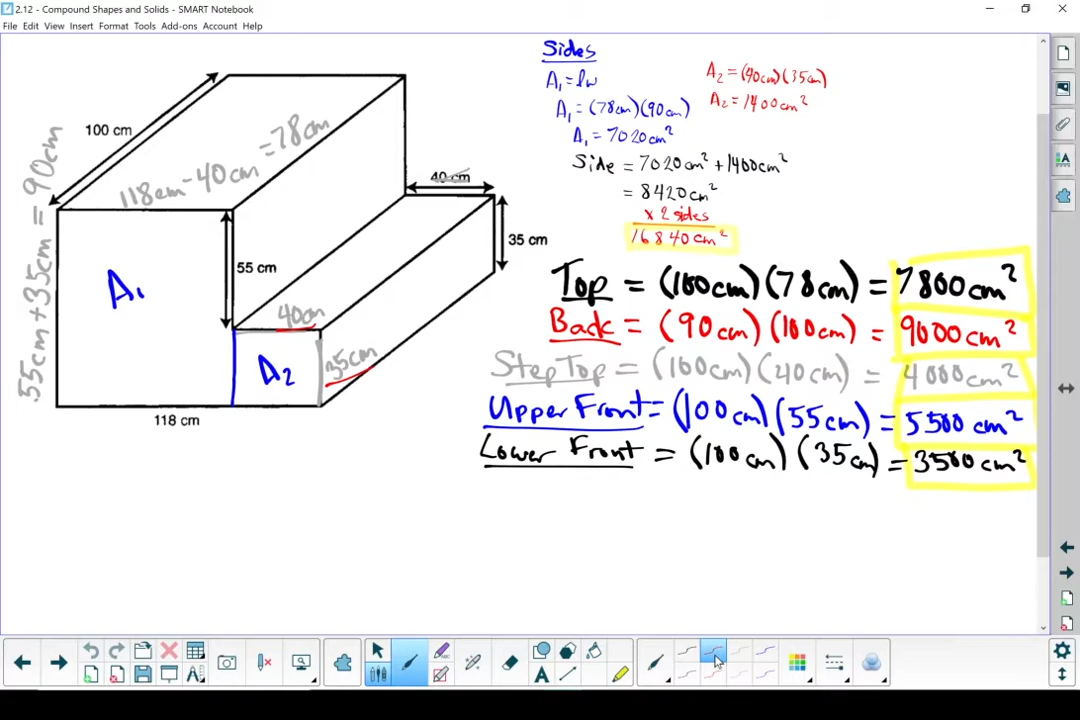 2.12 - Compound Shapes and Solids - SMART Notebook
File Edit View Insert Format Tools Add-ons Account Help
100 cm
118cm-40cm =78cm
55cm+35cm = 90cm
40 cm
35 cm
55 cm
A₁
40cm
35cm
A₂
118 cm
Sides
A₁=lw
A₁=(78cm)(90cm)
A₁=7020cm²
A₂=(40cm)(35cm)
A₂=1400cm²
Side =7020cm²+1400cm²
=8420cm²
x 2 sides
16840cm²
Top = (100cm)(78cm) = 7800cm²
Back = (90cm)(100cm) = 9000cm²
Step Top = (100cm)(40cm) = 4000cm²
Upper Front = (100cm)(55cm) = 5500 cm²
Lower Front = (100cm)(35cm) = 3500cm²